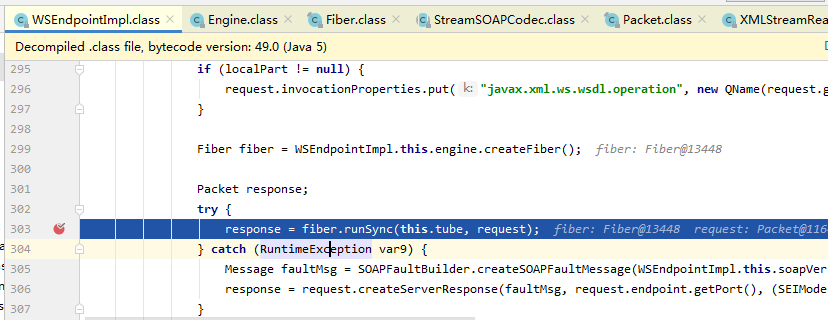 WSEndpointImpl.class × Engine.class × Fiber.class × StreamSOAPCodec.class × Packet.class × XMLStreamRea
Decompiled .class file, bytecode version: 49.0 (Java 5)
295 if (localPart != null) {
296 request.invocationProperties.put( k: "javax.xml.ws.wsdl.operation", new QName(request.g
297 }
298
299 Fiber fiber = WSEndpointImpl.this.engine.createFiber(); fiber: Fiber@13448
300
301 Packet response;
302 try {
303 response = fiber.runSync(this.tube, request); fiber: Fiber@13448 request: Packet@116
304 } catch (RuntimeException var9) {
305 Message faultMsg = SOAPFaultBuilder.createSOAPFaultMessage(WSEndpointImpl.this.soapVer
306 response = request.createServerResponse(faultMsg, request.endpoint.getPort(), (SEIMode
307 }